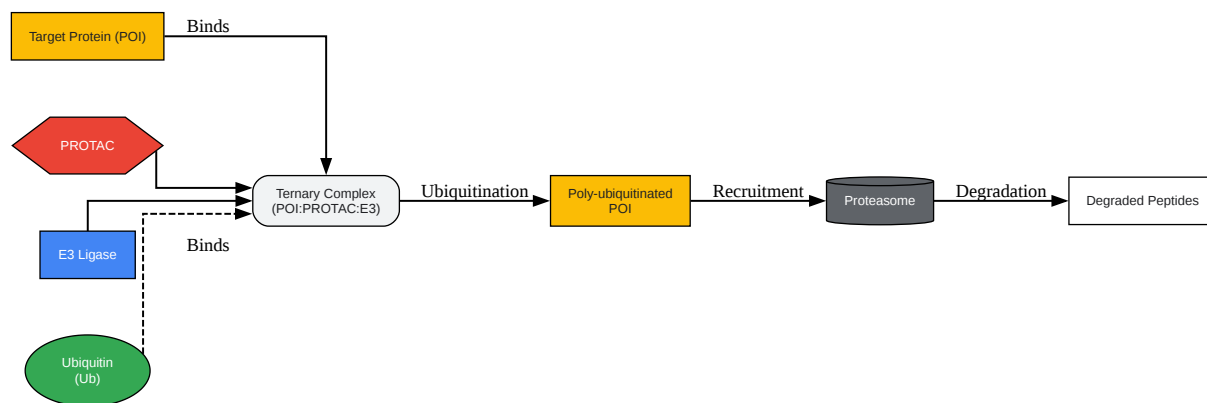 Binds
Target Protein (POI)
PROTAC
Ternary Complex
(POI:PROTAC:E3)
Ubiquitination
Poly-ubiquitinated
POI
Recruitment
Proteasome
Degradation
Degraded Peptides
E3 Ligase
Binds
Ubiquitin
(Ub)